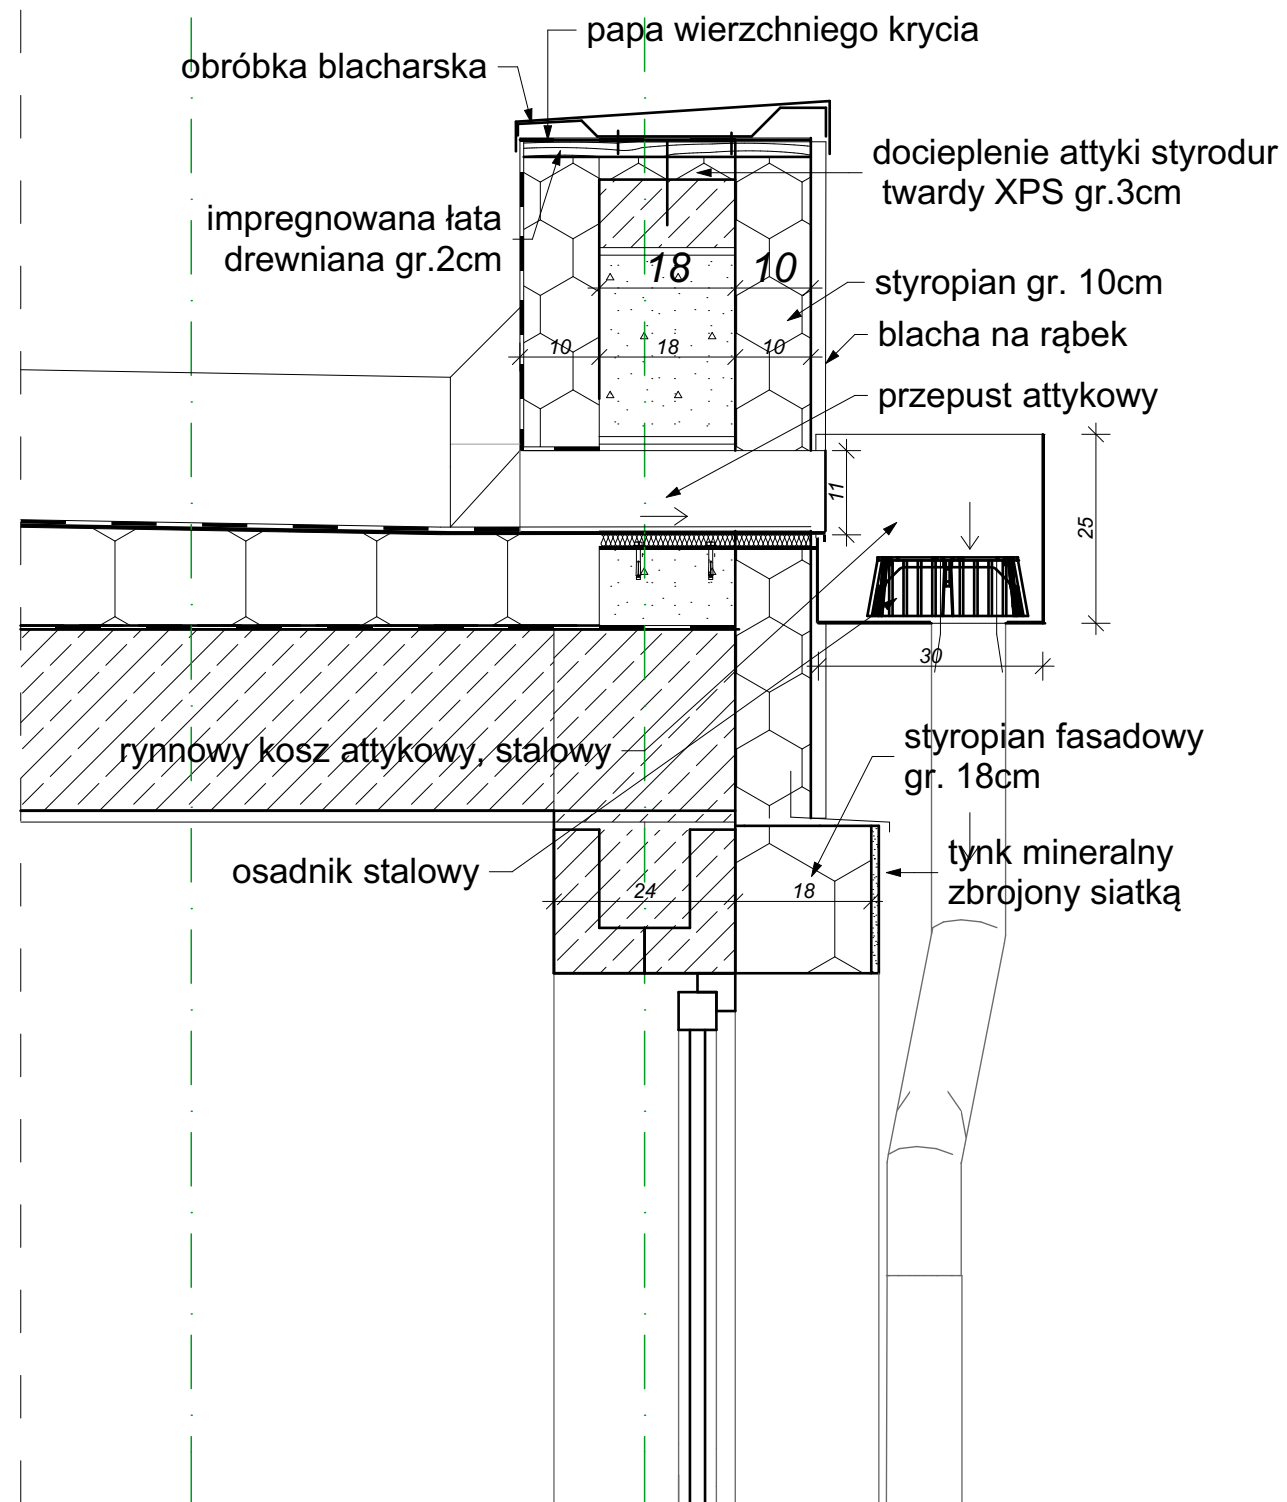 papa wierzchniego krycia
obróbka blacharska
docieplenie attyki styrodur
twardy XPS gr.3cm
impregnowana łata
drewniana gr.2cm
18
10
styropian gr. 10cm
blacha na rąbek
10
18
10
przepust attykowy
11
25
30
rynnowy kosz attykowy, stalowy
styropian fasadowy
gr. 18cm
osadnik stalowy
tynk mineralny
zbrojony siatką
24
18